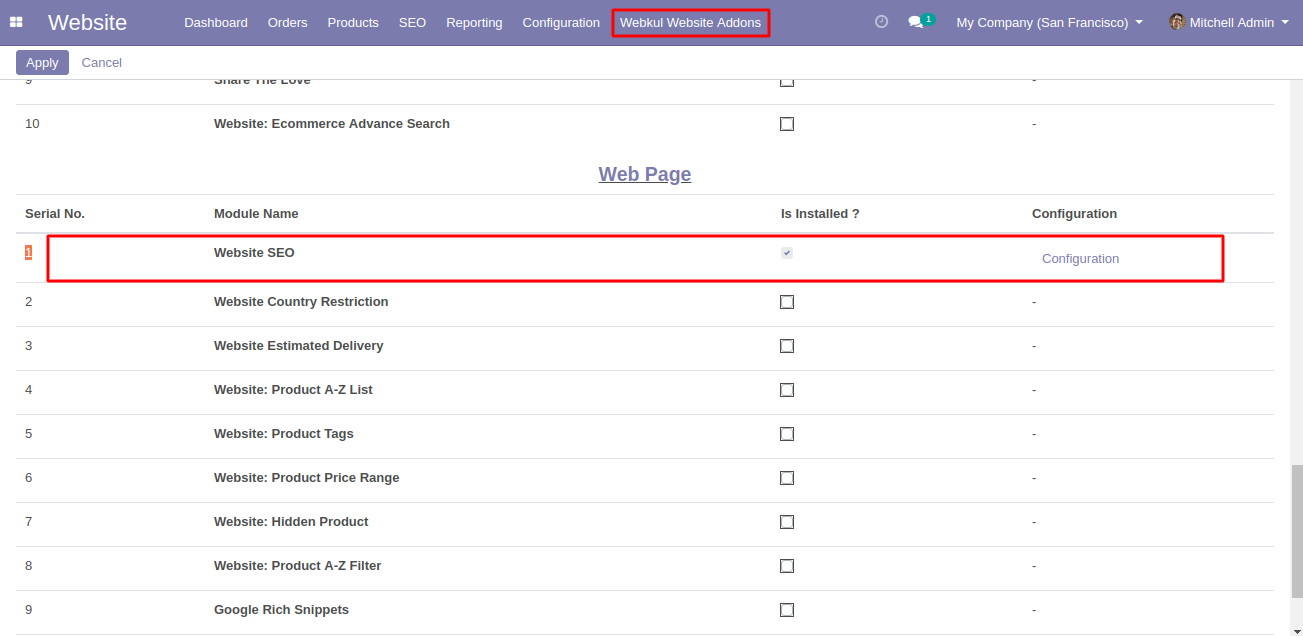 Website Dashboard Orders Products SEO Reporting Configuration Webkul Website Addons 1 My Company (San Francisco) Mitchell Admin
Apply Cancel
9 Share The Love -
10 Website: Ecommerce Advance Search -
Web Page
Serial No. Module Name Is Installed ? Configuration
1 Website SEO Configuration
2 Website Country Restriction -
3 Website Estimated Delivery -
4 Website: Product A-Z List -
5 Website: Product Tags -
6 Website: Product Price Range -
7 Website: Hidden Product -
8 Website: Product A-Z Filter -
9 Google Rich Snippets -